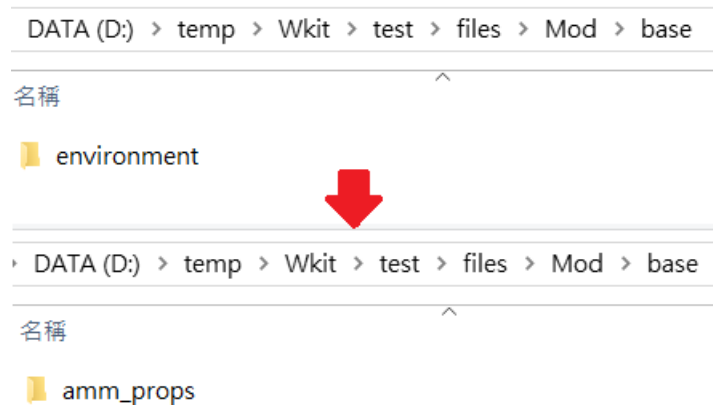 DATA (D:) > temp > Wkit > test > files > Mod > base
名稱
environment
DATA (D:) > temp > Wkit > test > files > Mod > base
名稱
amm_props